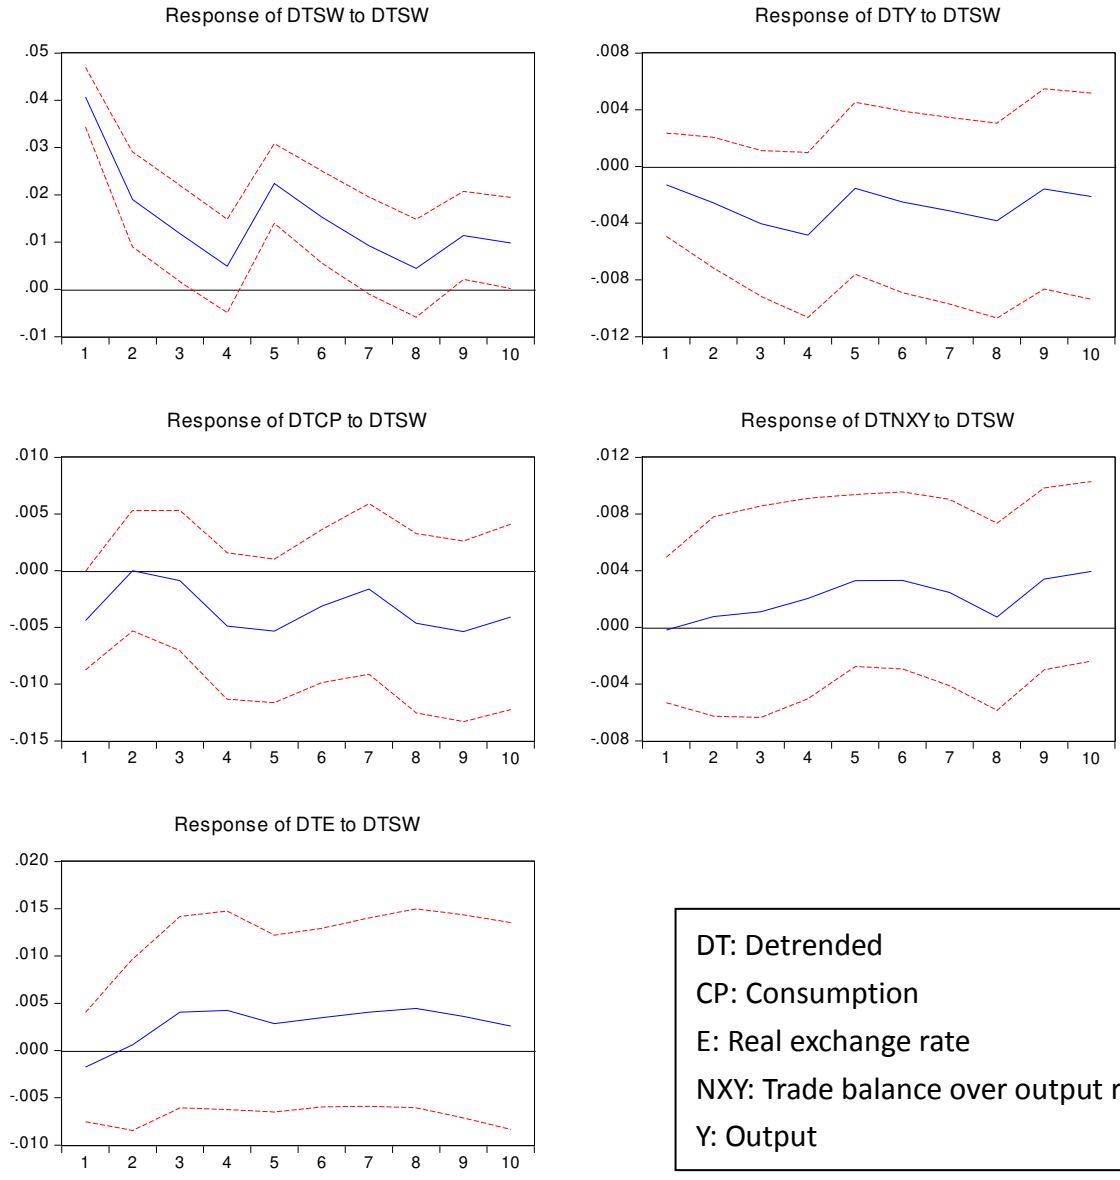 Response of DTSW to DTSW
.05
.04
.03
.02
.01
.00
-.01
1 2 3 4 5 6 7 8 9 10
Response of DTY to DTSW
.008
.004
.000
-.004
-.008
-.012
1 2 3 4 5 6 7 8 9 10
Response of DTCP to DTSW
.010
.005
.000
-.005
-.010
-.015
1 2 3 4 5 6 7 8 9 10
Response of DTNXY to DTSW
.012
.008
.004
.000
-.004
-.008
1 2 3 4 5 6 7 8 9 10
Response of DTE to DTSW
.020
.015
.010
.005
.000
-.005
-.010
1 2 3 4 5 6 7 8 9 10
DT: Detrended
CP: Consumption
E: Real exchange rate
NXY: Trade balance over output
Y: Output